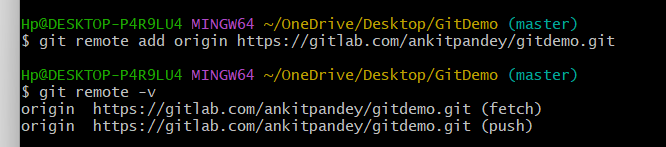 Hp@DESKTOP-P4R9LU4 MINGW64 ~/OneDrive/Desktop/GitDemo (master)
$ git remote add origin https://gitlab.com/ankitpandey/gitdemo.git
Hp@DESKTOP-P4R9LU4 MINGW64 ~/OneDrive/Desktop/GitDemo (master)
$ git remote -v
origin  https://gitlab.com/ankitpandey/gitdemo.git (fetch)
origin  https://gitlab.com/ankitpandey/gitdemo.git (push)